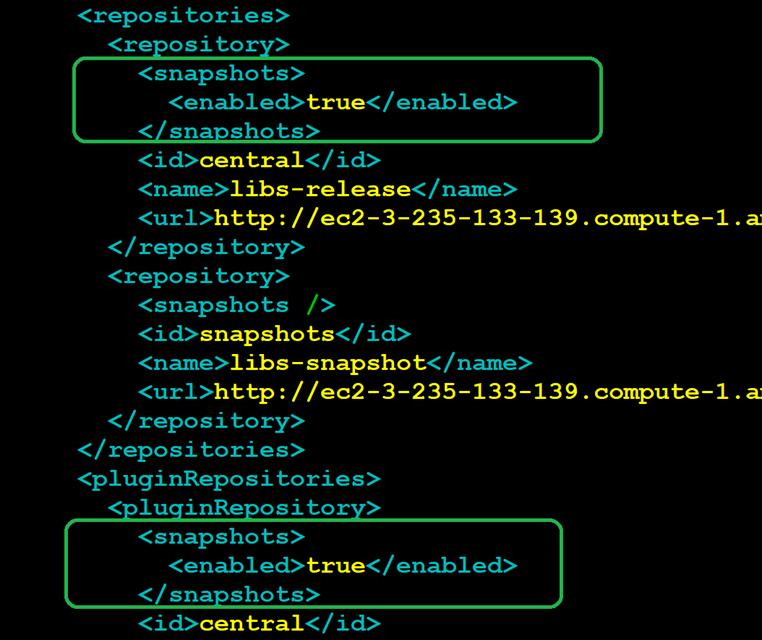 <repositories>
<repository>
<snapshots>
<enabled>true</enabled>
</snapshots>
<id>central</id>
<name>libs-release</name>
<url>http://ec2-3-235-133-139.compute-1.a
</repository>
<repository>
<snapshots />
<id>snapshots</id>
<name>libs-snapshot</name>
<url>http://ec2-3-235-133-139.compute-1.a
</repository>
</repositories>
<pluginRepositories>
<pluginRepository>
<snapshots>
<enabled>true</enabled>
</snapshots>
<id>central</id>